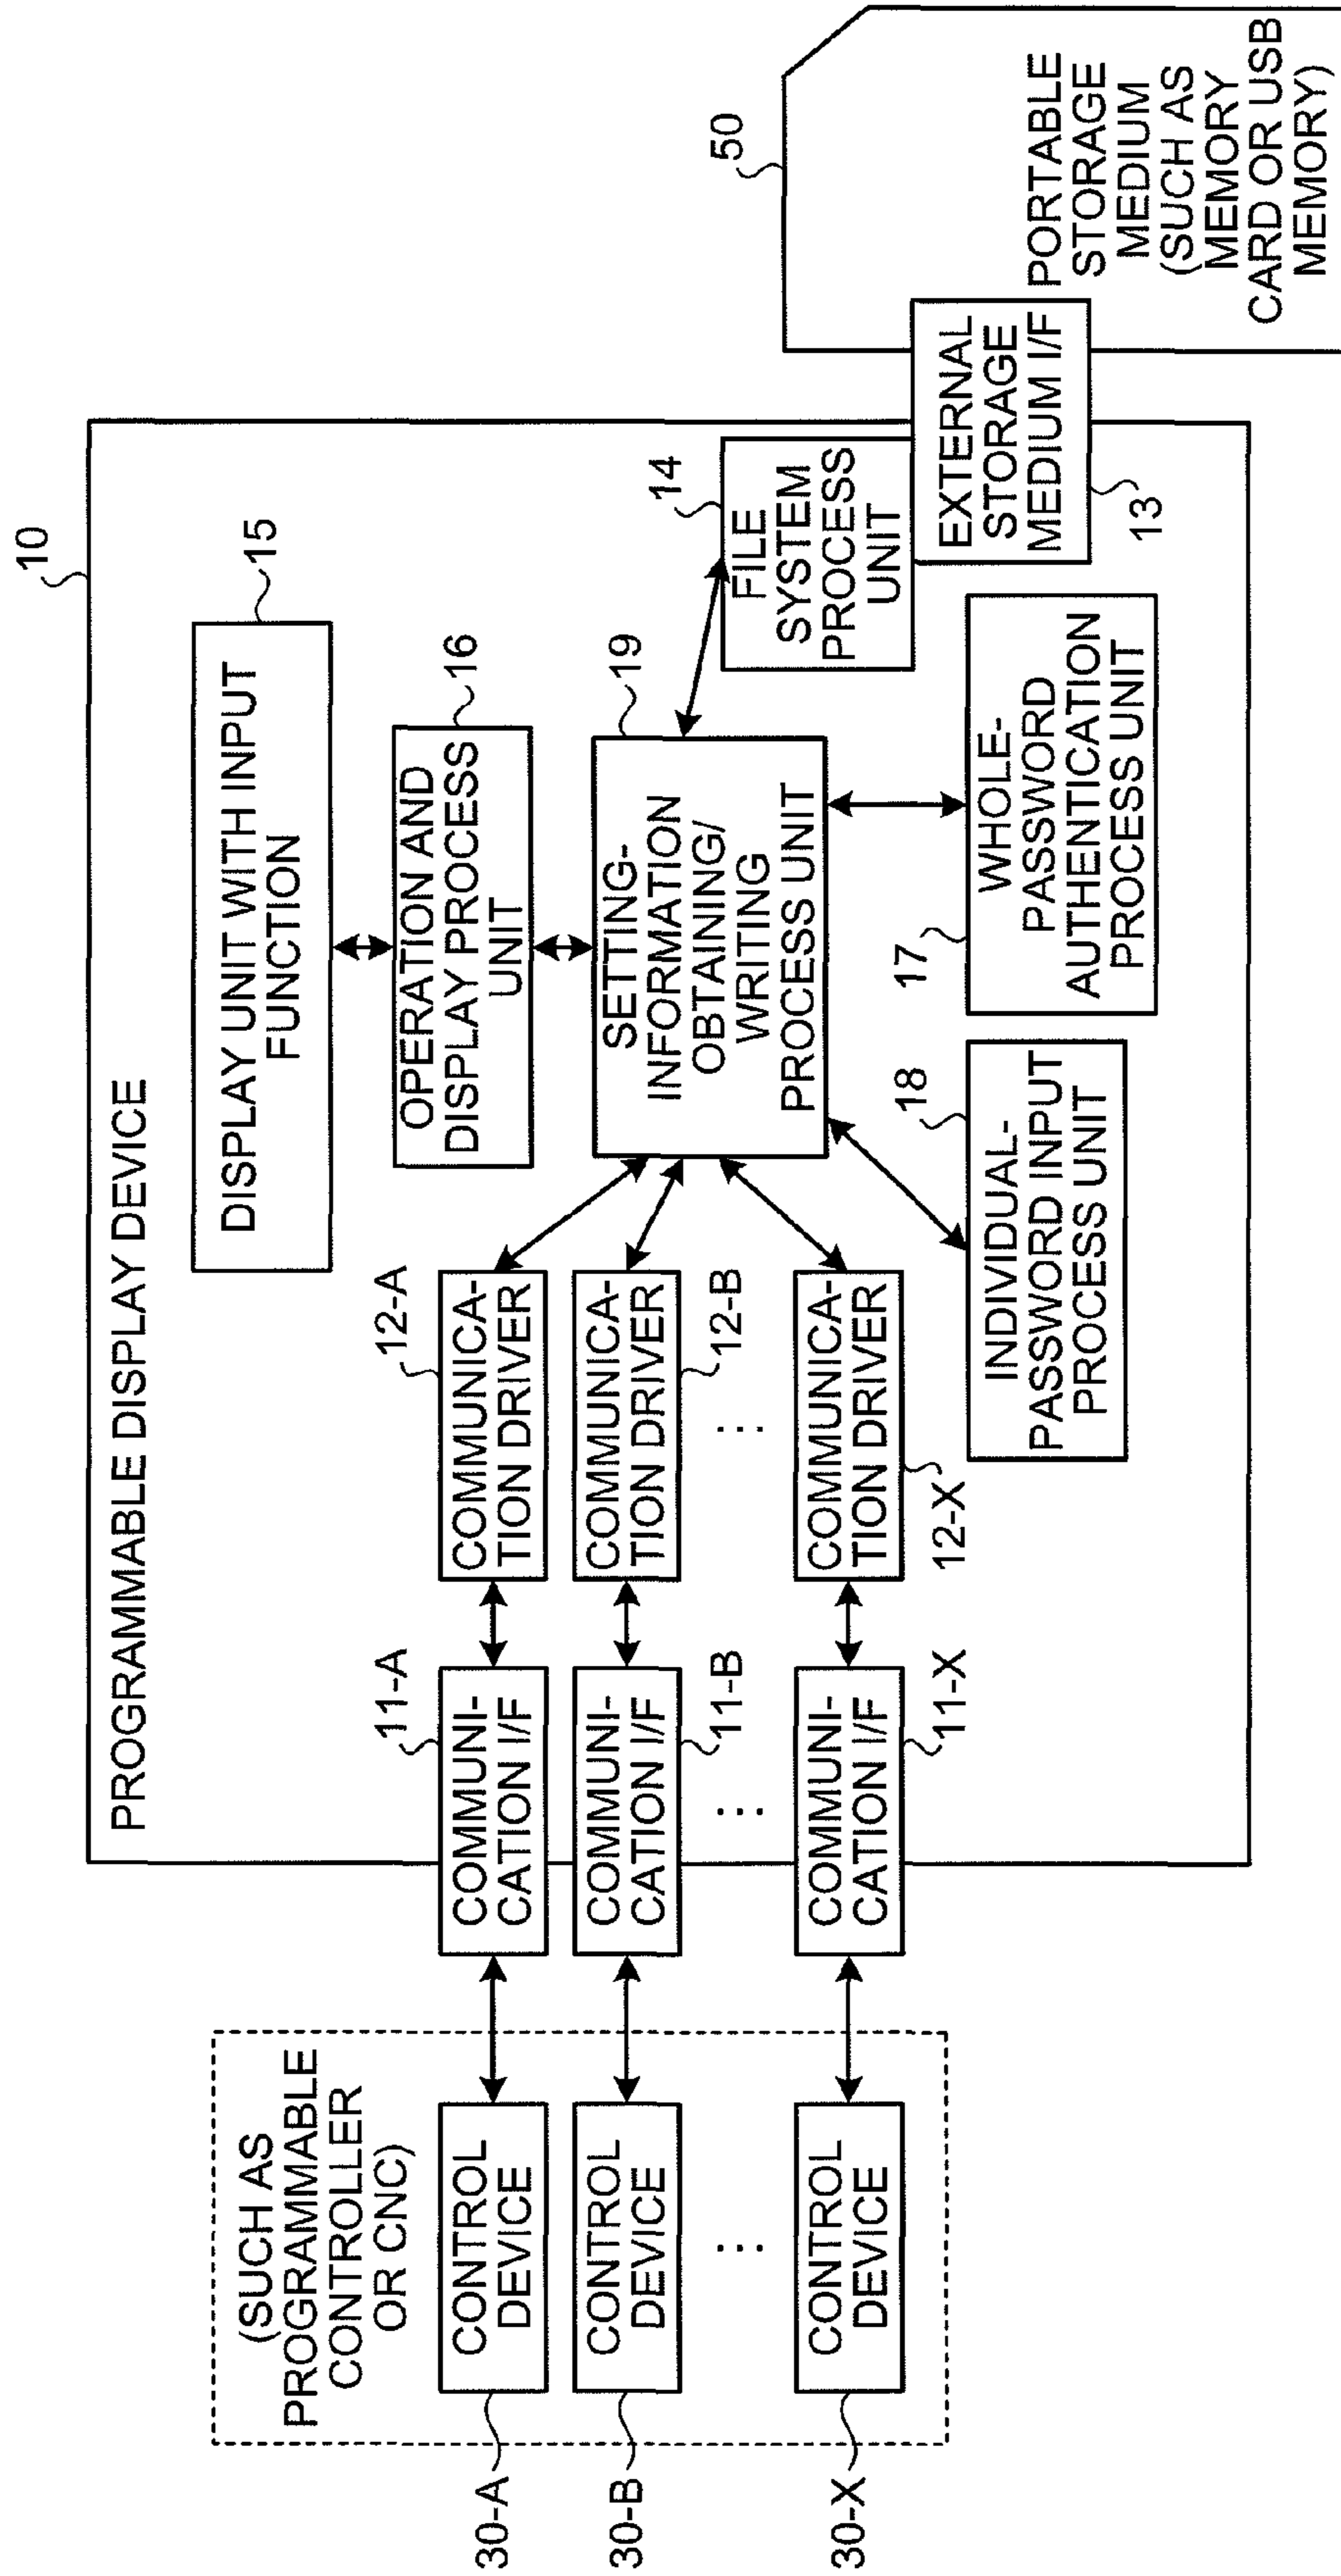 10
PROGRAMMABLE DISPLAY DEVICE
15
DISPLAY UNIT WITH INPUT
FUNCTION
16
OPERATION AND
DISPLAY PROCESS
UNIT
19
SETTING-
INFORMATION
OBTAINING/
WRITING
PROCESS UNIT
14
FILE
SYSTEM
PROCESS
UNIT
EXTERNAL
STORAGE
MEDIUM I/F
13
50
PORTABLE
STORAGE
MEDIUM
(SUCH AS
MEMORY
CARD OR USB
MEMORY)
(SUCH AS
PROGRAMMABLE
CONTROLLER
OR CNC)
30-A
CONTROL
DEVICE
11-A
COMMUNI-
CATION I/F
12-A
COMMUNICA-
TION DRIVER
30-B
CONTROL
DEVICE
COMMUNI-
CATION I/F
11-B
COMMUNICA-
TION DRIVER
12-B
...
...
...
30-X
CONTROL
DEVICE
COMMUNI-
CATION I/F
11-X
COMMUNICA-
TION DRIVER
12-X
18
INDIVIDUAL-
PASSWORD INPUT
PROCESS UNIT
17
WHOLE-
PASSWORD
AUTHENTICATION
PROCESS UNIT